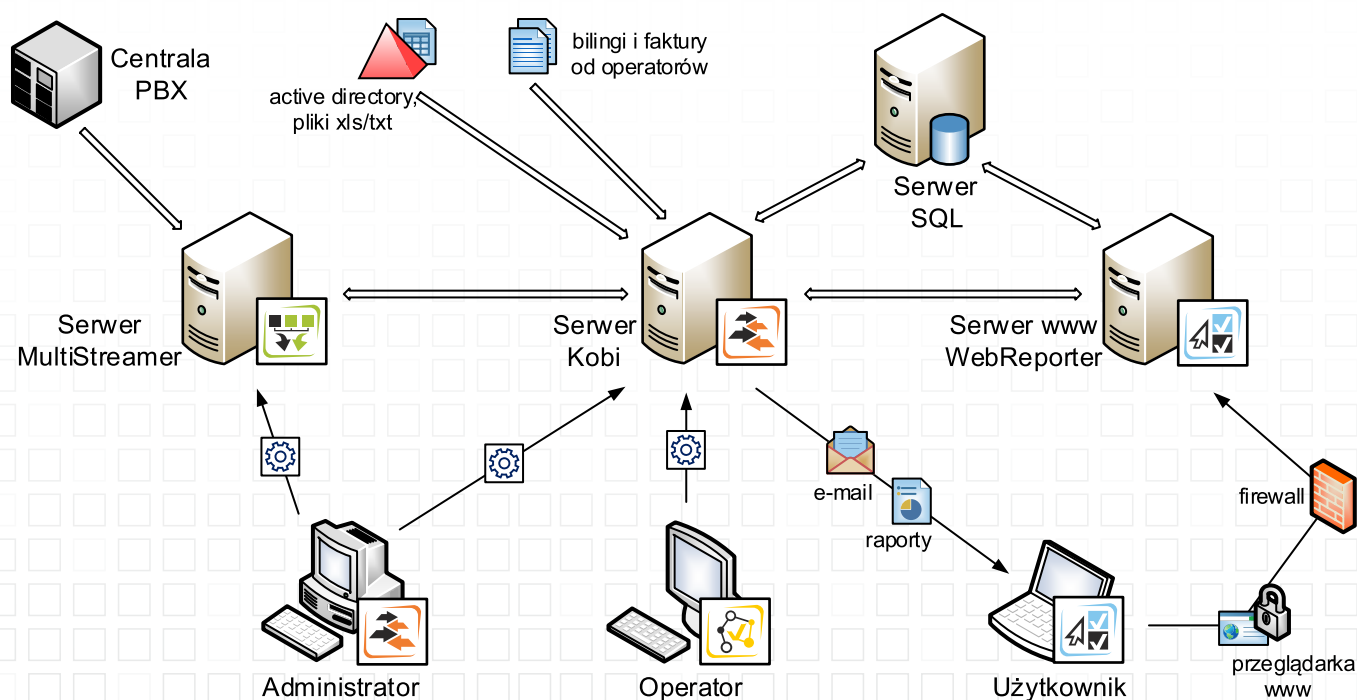 Centrala
PBX
active directory,
pliki xls/txt
bilingi i faktury
od operatorów
Serwer
SQL
Serwer
MultiStreamer
Serwer
Kobi
Serwer www
WebReporter
e-mail
raporty
firewall
przeglądarka
www
Administrator
Operator
Użytkownik